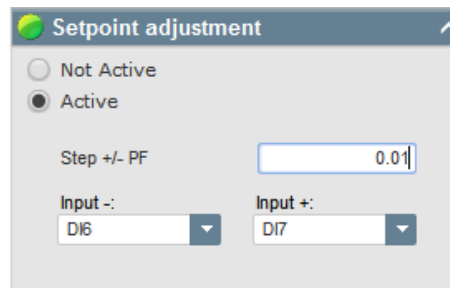 Setpoint adjustment
Not Active
Active
Step +/- PF 0.01
Input -: Input +:
DI6 DI7